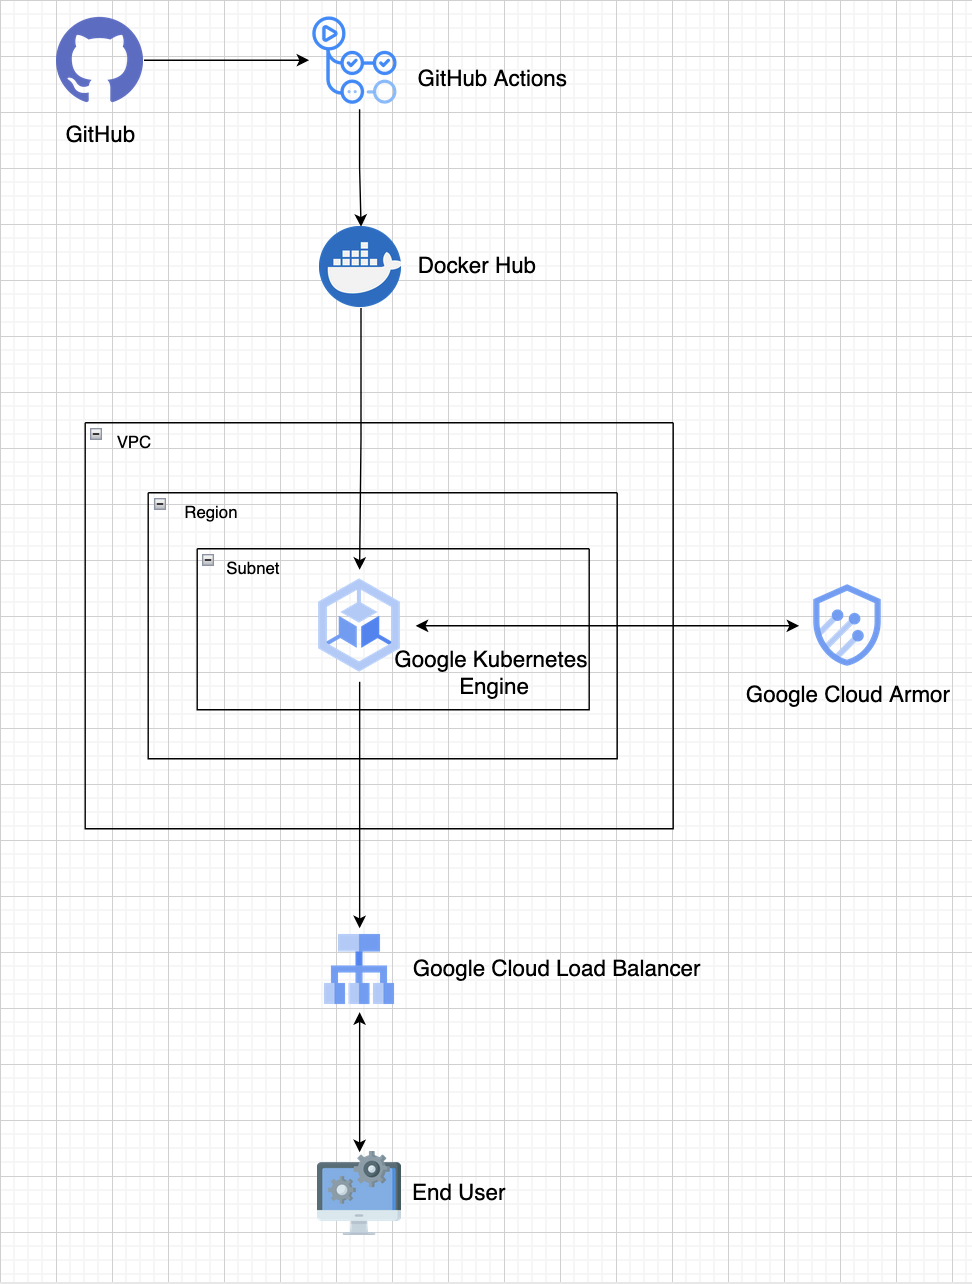 GitHub Actions
GitHub
Docker Hub
VPC
Region
Subnet
Google Kubernetes
Engine
Google Cloud Armor
Google Cloud Load Balancer
End User